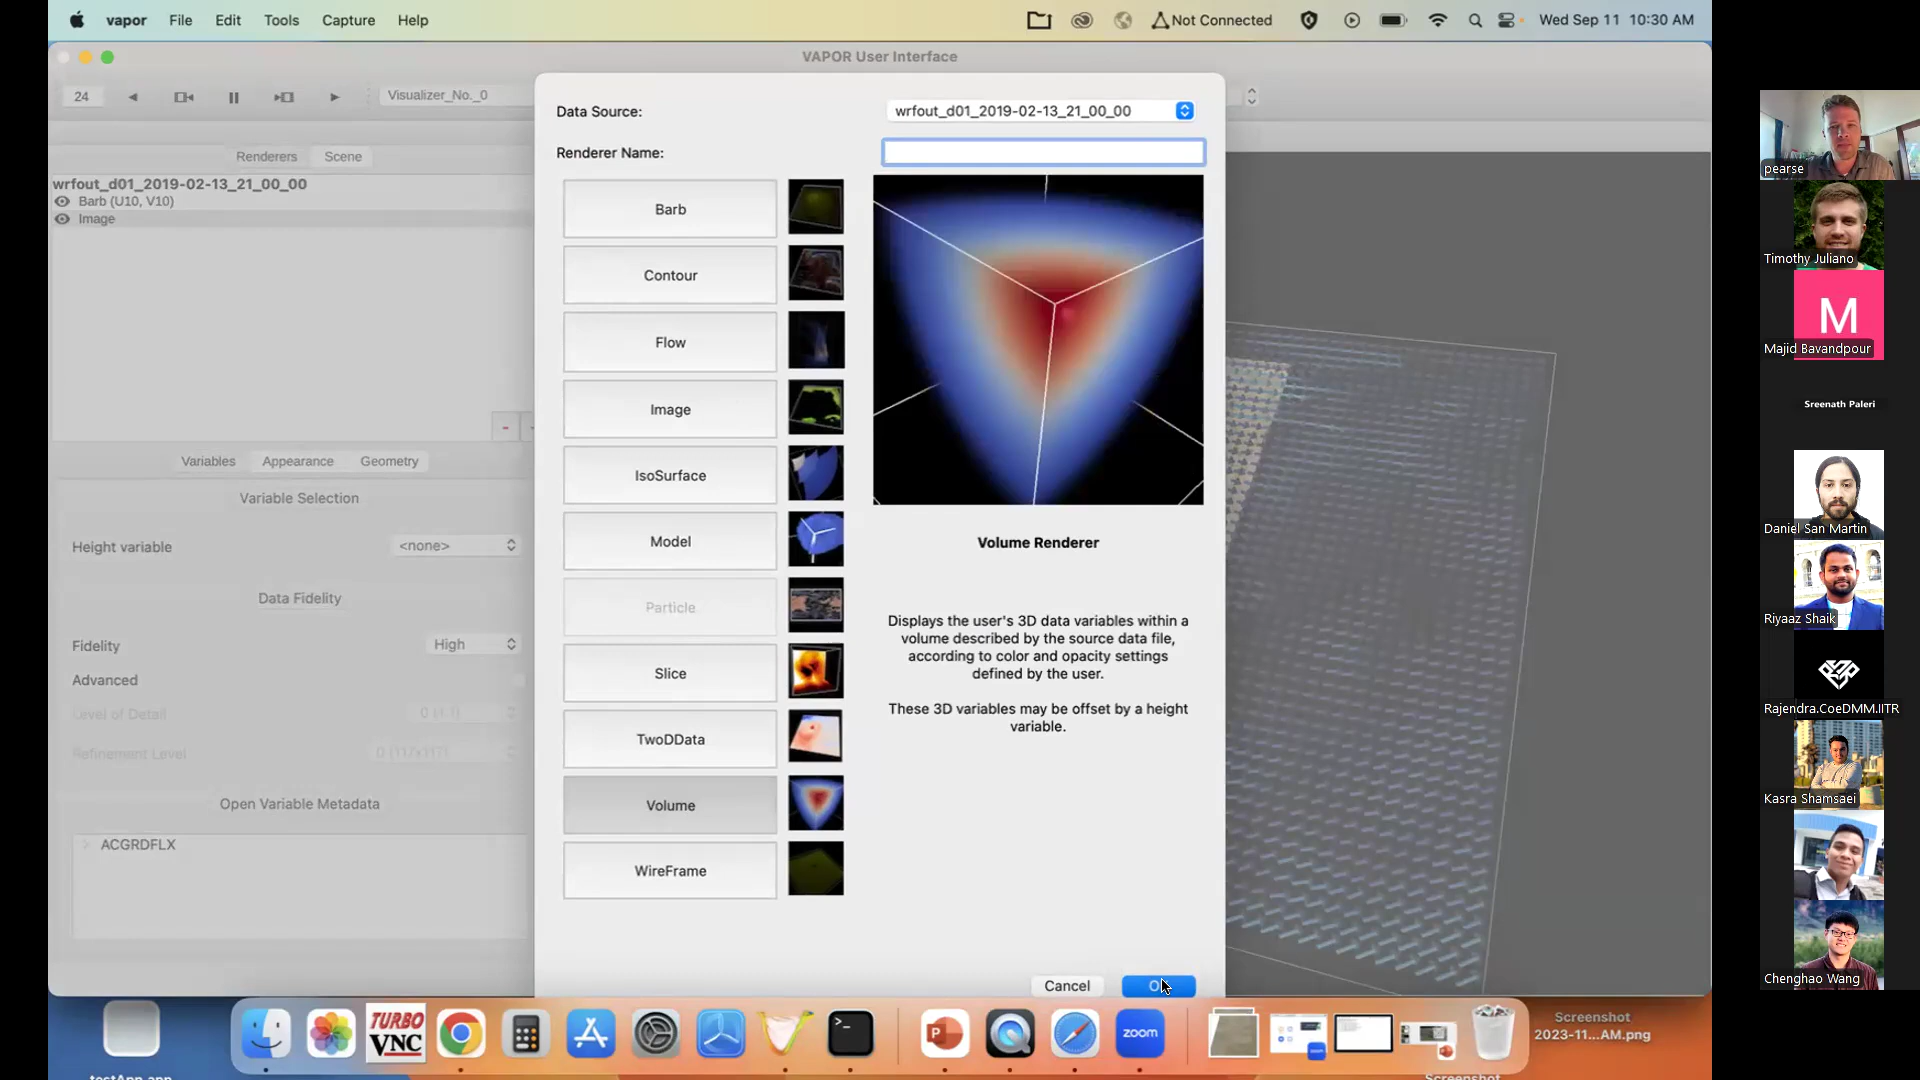 vapor File Edit Tools Capture Help
Not Connected
Wed Sep 11 10:30 AM
VAPOR User Interface
24
Visualizer_No._0
Renderers Scene
wrfout_d01_2019-02-13_21_00_00
Barb (U10, V10)
Image
Variables Appearance Geometry
Variable Selection
Height variable
<none>
Data Fidelity
Fidelity
High
Advanced
Level of Detail
Refinement Level
Open Variable Metadata
ACGRDFLX
Data Source:
wrfout_d01_2019-02-13_21_00_00
Renderer Name:
Barb
Contour
Flow
Image
IsoSurface
Model
Particle
Slice
TwoDData
Volume
WireFrame
Volume Renderer
Displays the user's 3D data variables within a
volume described by the source data file,
according to color and opacity settings
defined by the user.
These 3D variables may be offset by a height
variable.
Cancel
TURBO
VNC
zoom
Screenshot
2023-11...AM.png
pearse
Timothy Juliano
M
Majid Bavandpour
Sreenath Paleri
Daniel San Martin
Riyaaz Shaik
Rajendra.CoeDMM.IITR
Kasra Shamsaei
Chenghao Wang